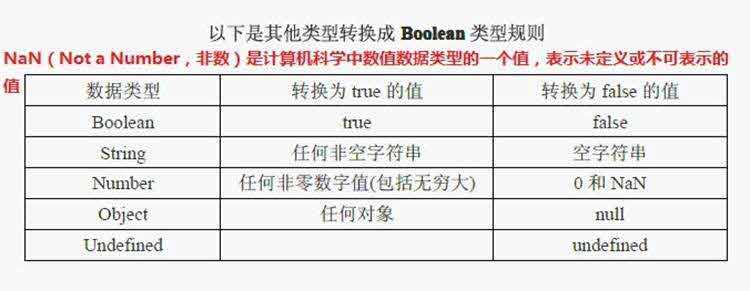 以下是其他类型转换成 Boolean 类型规则
NaN（Not a Number，非数）是计算机科学中数值数据类型的一个值，表示未定义或不可表示的
值
数据类型 转换为 true 的值 转换为 false 的值
Boolean true false
String 任何非空字符串 空字符串
Number 任何非零数字值(包括无穷大) 0 和 NaN
Object 任何对象 null
Undefined undefined